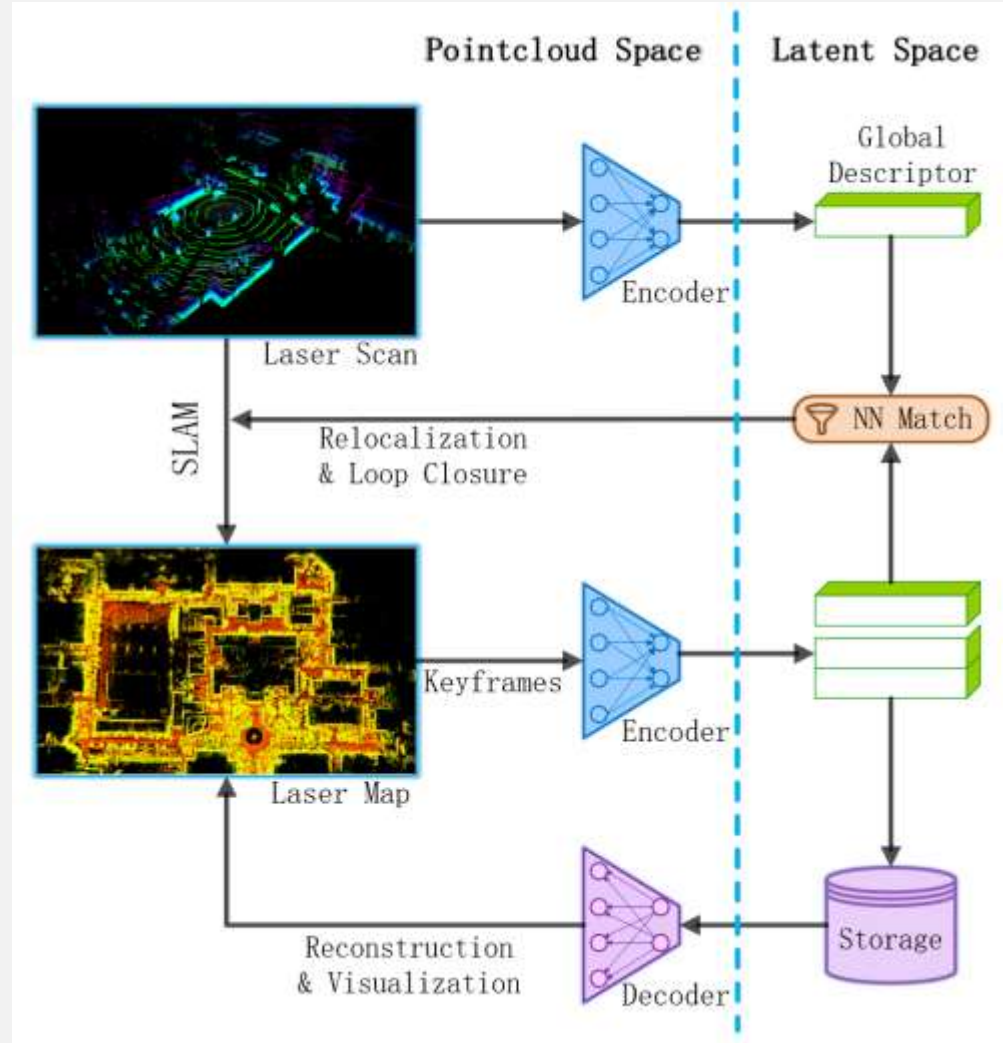 Pointcloud Space
Latent Space
Global
Descriptor
Encoder
Laser Scan
SLAM
NN Match
Relocalization
& Loop Closure
Keyframes
Encoder
Laser Map
Storage
Reconstruction
& Visualization
Decoder